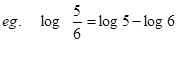 eg. log 5/6 = log 5 – log 6